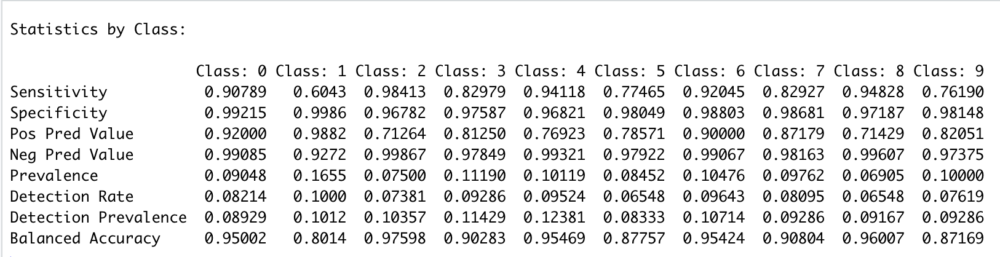 Statistics by Class:
Class: 0 Class: 1 Class: 2 Class: 3 Class: 4 Class: 5 Class: 6 Class: 7 Class: 8 Class: 9
Sensitivity 0.90789 0.6043 0.98413 0.82979 0.94118 0.77465 0.92045 0.82927 0.94828 0.76190
Specificity 0.99215 0.9986 0.96782 0.97587 0.96821 0.98049 0.98803 0.98681 0.97187 0.98148
Pos Pred Value 0.92000 0.9882 0.71264 0.81250 0.76923 0.78571 0.90000 0.87179 0.71429 0.82051
Neg Pred Value 0.99085 0.9272 0.99867 0.97849 0.99321 0.97922 0.99067 0.98163 0.99607 0.97375
Prevalence 0.09048 0.1655 0.07500 0.11190 0.10119 0.08452 0.10476 0.09762 0.06905 0.10000
Detection Rate 0.08214 0.1000 0.07381 0.09286 0.09524 0.06548 0.09643 0.08095 0.06548 0.07619
Detection Prevalence 0.08929 0.1012 0.10357 0.11429 0.12381 0.08333 0.10714 0.09286 0.09167 0.09286
Balanced Accuracy 0.95002 0.8014 0.97598 0.90283 0.95469 0.87757 0.95424 0.90804 0.96007 0.87169